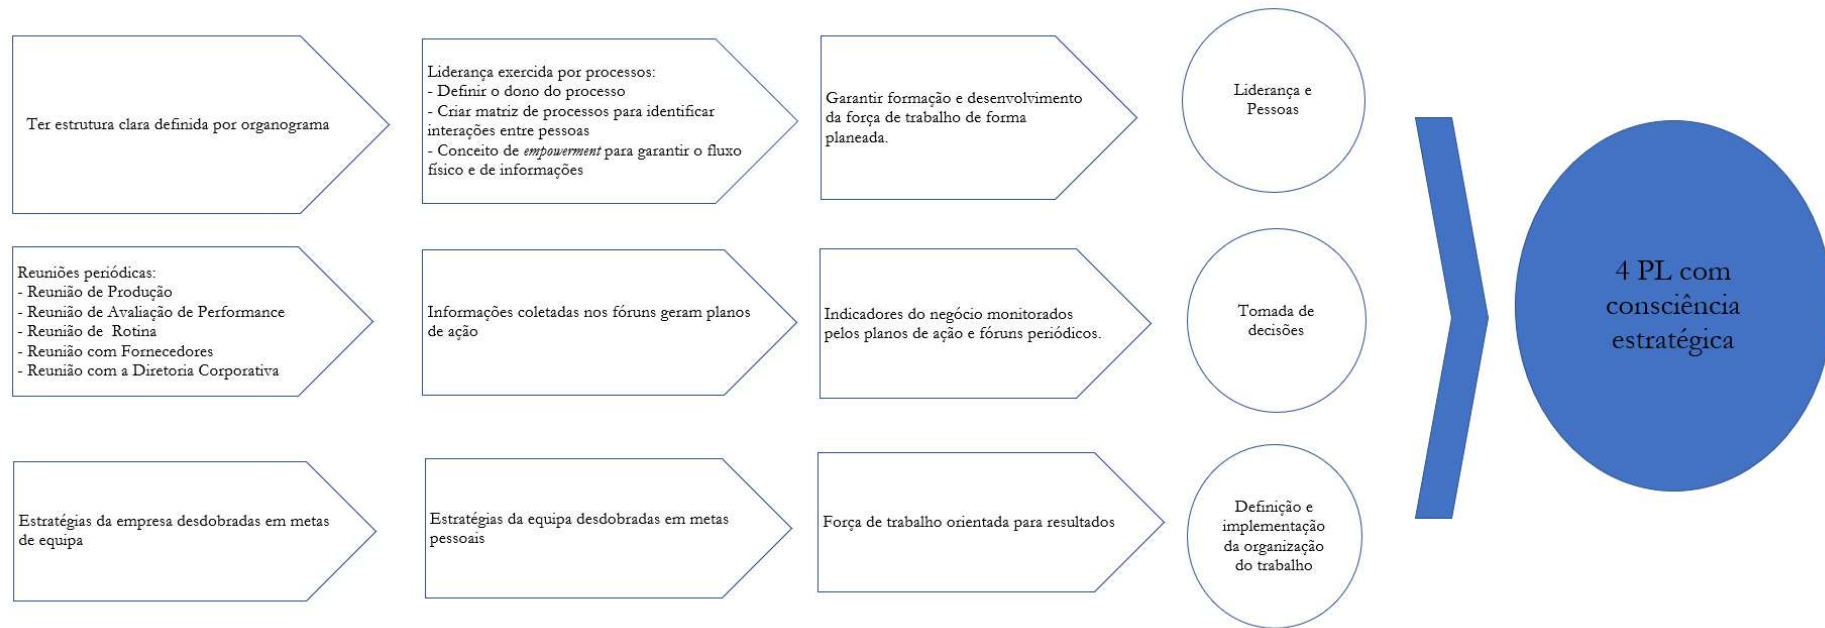 Ter estrutura clara definida por organograma
Liderança exercida por processos:
- Definir o dono do processo
- Criar matriz de processos para identificar
interações entre pessoas
- Conceito de empowerment para garantir o fluxo
físico e de informações
Garantir formação e desenvolvimento
da força de trabalho de forma
planeada.
Liderança e
Pessoas
Reuniões periódicas:
- Reunião de Produção
- Reunião de Avaliação de Performance
- Reunião de Rotina
- Reunião com Fornecedores
- Reunião com a Diretoria Corporativa
Informações coletadas nos fóruns geram planos
de ação
Indicadores do negócio monitorados
pelos planos de ação e fóruns periódicos.
Tomada de
decisões
Estratégias da empresa desdobradas em metas
de equipa
Estratégias da equipa desdobradas em metas
pessoais
Força de trabalho orientada para resultados
Definição e
implementação
da organização
do trabalho
4 PL com
consciência
estratégica